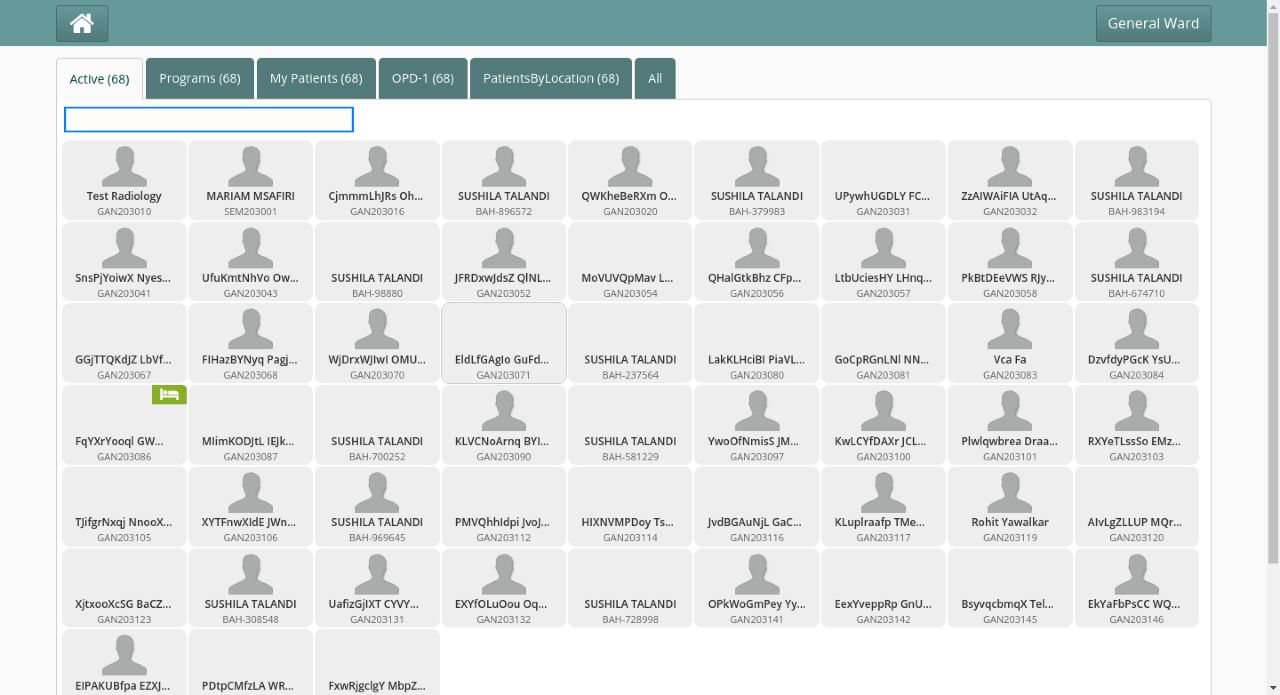 General Ward
Active (68)
Programs (68)
My Patients (68)
OPD-1 (68)
PatientsByLocation (68)
All
Test Radiology
GAN203010
MARIAM MSAFIRI
SEM203001
CjmmmLhJRs Oh...
GAN203016
SUSHILA TALANDI
BAH-896572
QWKheBeRXm O...
GAN203020
SUSHILA TALANDI
BAH-379983
UPywhUGDLY FC...
GAN203031
ZzAIWAiFIA UtAq...
GAN203032
SUSHILA TALANDI
BAH-983194
SnsPjYoiwX Nyes...
GAN203041
UfuKmtNhVo Ow...
GAN203043
SUSHILA TALANDI
BAH-98880
JFRDxwJdsZ QlNL...
GAN203052
MoVUVQpMav L...
GAN203054
QHalGtkBhz CFp...
GAN203056
LtbUciesHY LHnq...
GAN203057
PkBtDEeVWS RJy...
GAN203058
SUSHILA TALANDI
BAH-674710
GGjTTQKdJZ LbVf...
GAN203067
FIHazBYNyq Pagj...
GAN203068
WjDrxWJIwI OMU...
GAN203070
EldLfGAgIo GuFd...
GAN203071
SUSHILA TALANDI
BAH-237564
LakKLHciBI PiaVL...
GAN203080
GoCpRGnLNl NN...
GAN203081
Vca Fa
GAN203083
DzvfdyPGcK YsU...
GAN203084
FqYXrYooql GW...
GAN203086
MIimKODJtL IEJk...
GAN203087
SUSHILA TALANDI
BAH-700252
KLVCNoArnq BYI...
GAN203090
SUSHILA TALANDI
BAH-581229
YwoOfNmisS JM...
GAN203097
KwLCYfDAXr JCL...
GAN203100
Plwlqwbrea Draa...
GAN203101
RXYeTLssSo EMz...
GAN203103
TJifgrNxqj NnooX...
GAN203105
XYTFnwXIdE JWn...
GAN203106
SUSHILA TALANDI
BAH-969645
PMVQhhIdpi JvoJ...
GAN203112
HIXNVMPDoy Ts...
GAN203114
JvdBGAuNjL GaC...
GAN203116
KLuplraafp TMe...
GAN203117
Rohit Yawalkar
GAN203119
AIvLgZLLUP MQr...
GAN203120
XjtxooXcSG BaCZ...
GAN203123
SUSHILA TALANDI
BAH-308548
UafizGjIXT CYVY...
GAN203131
EXYfOLuOou Oq...
GAN203132
SUSHILA TALANDI
BAH-728998
OPkWoGmPey Yy...
GAN203141
EexYveppRp GnU...
GAN203142
BsyvqcbmqX Tel...
GAN203145
EkYaFbPsCC WQ...
GAN203146
EIPAKUBfpa EZXJ...
PDtpCMfzLA WR...
FxwRjgclgY MbpZ...